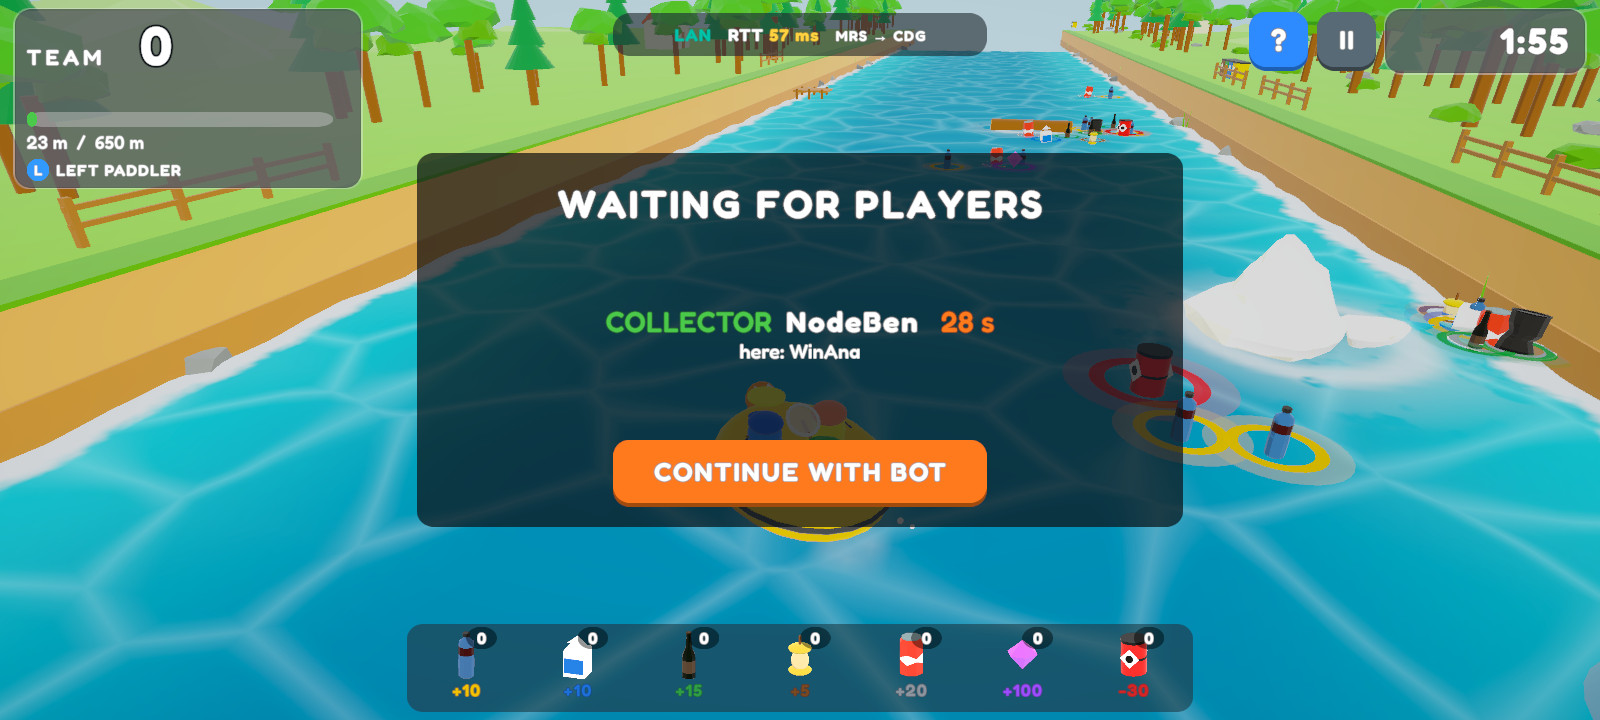 TEAM 0
23 m / 650 m
L LEFT PADDLER
LAN RTT 57 ms MRS → CDG
?
1:55
WAITING FOR PLAYERS
COLLECTOR NodeBen 28 s
here: WinAna
CONTINUE WITH BOT
0 0 0 0 0 0 0
+10 +10 +15 +5 +20 +100 -30